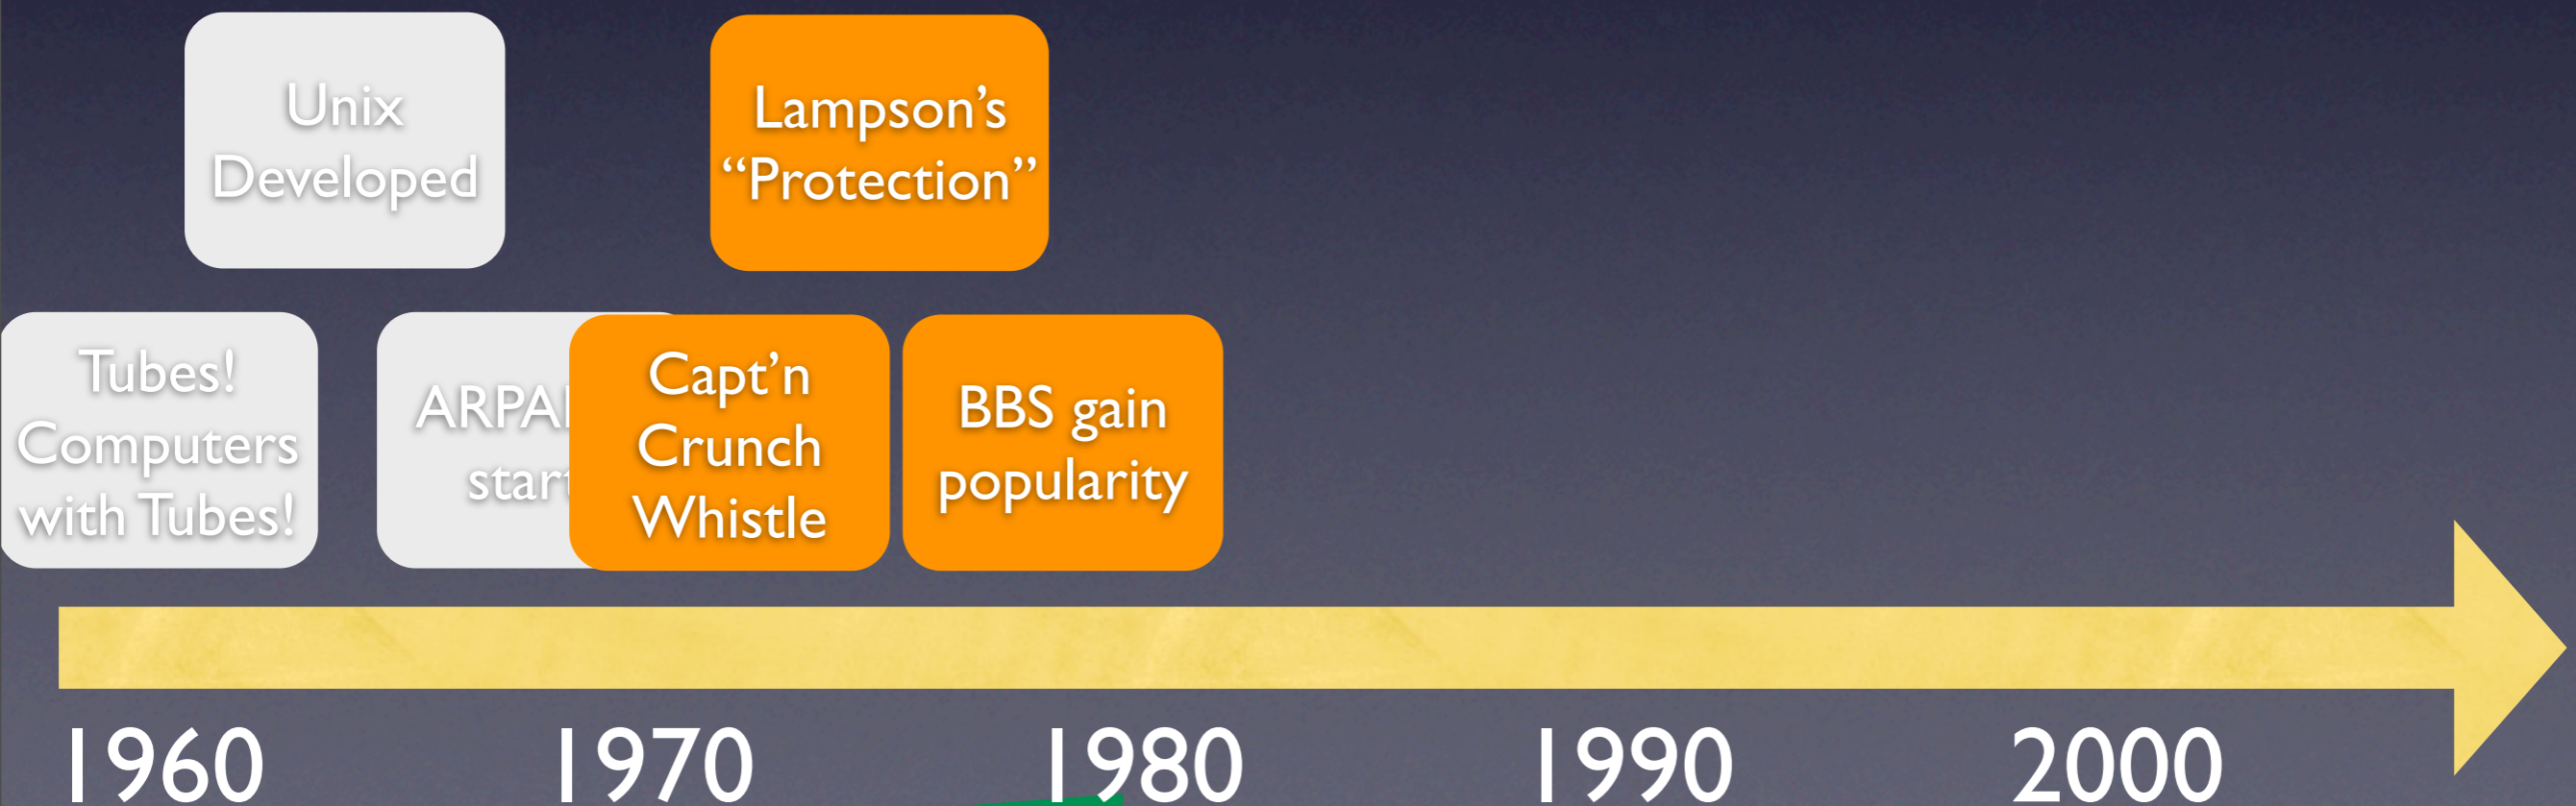 Unix
Developed
Lampson’s
“Protection”
Tubes!
Computers
with Tubes!
Capt’n
Crunch
Whistle
BBS gain
popularity
1960
1970
1980
1990
2000